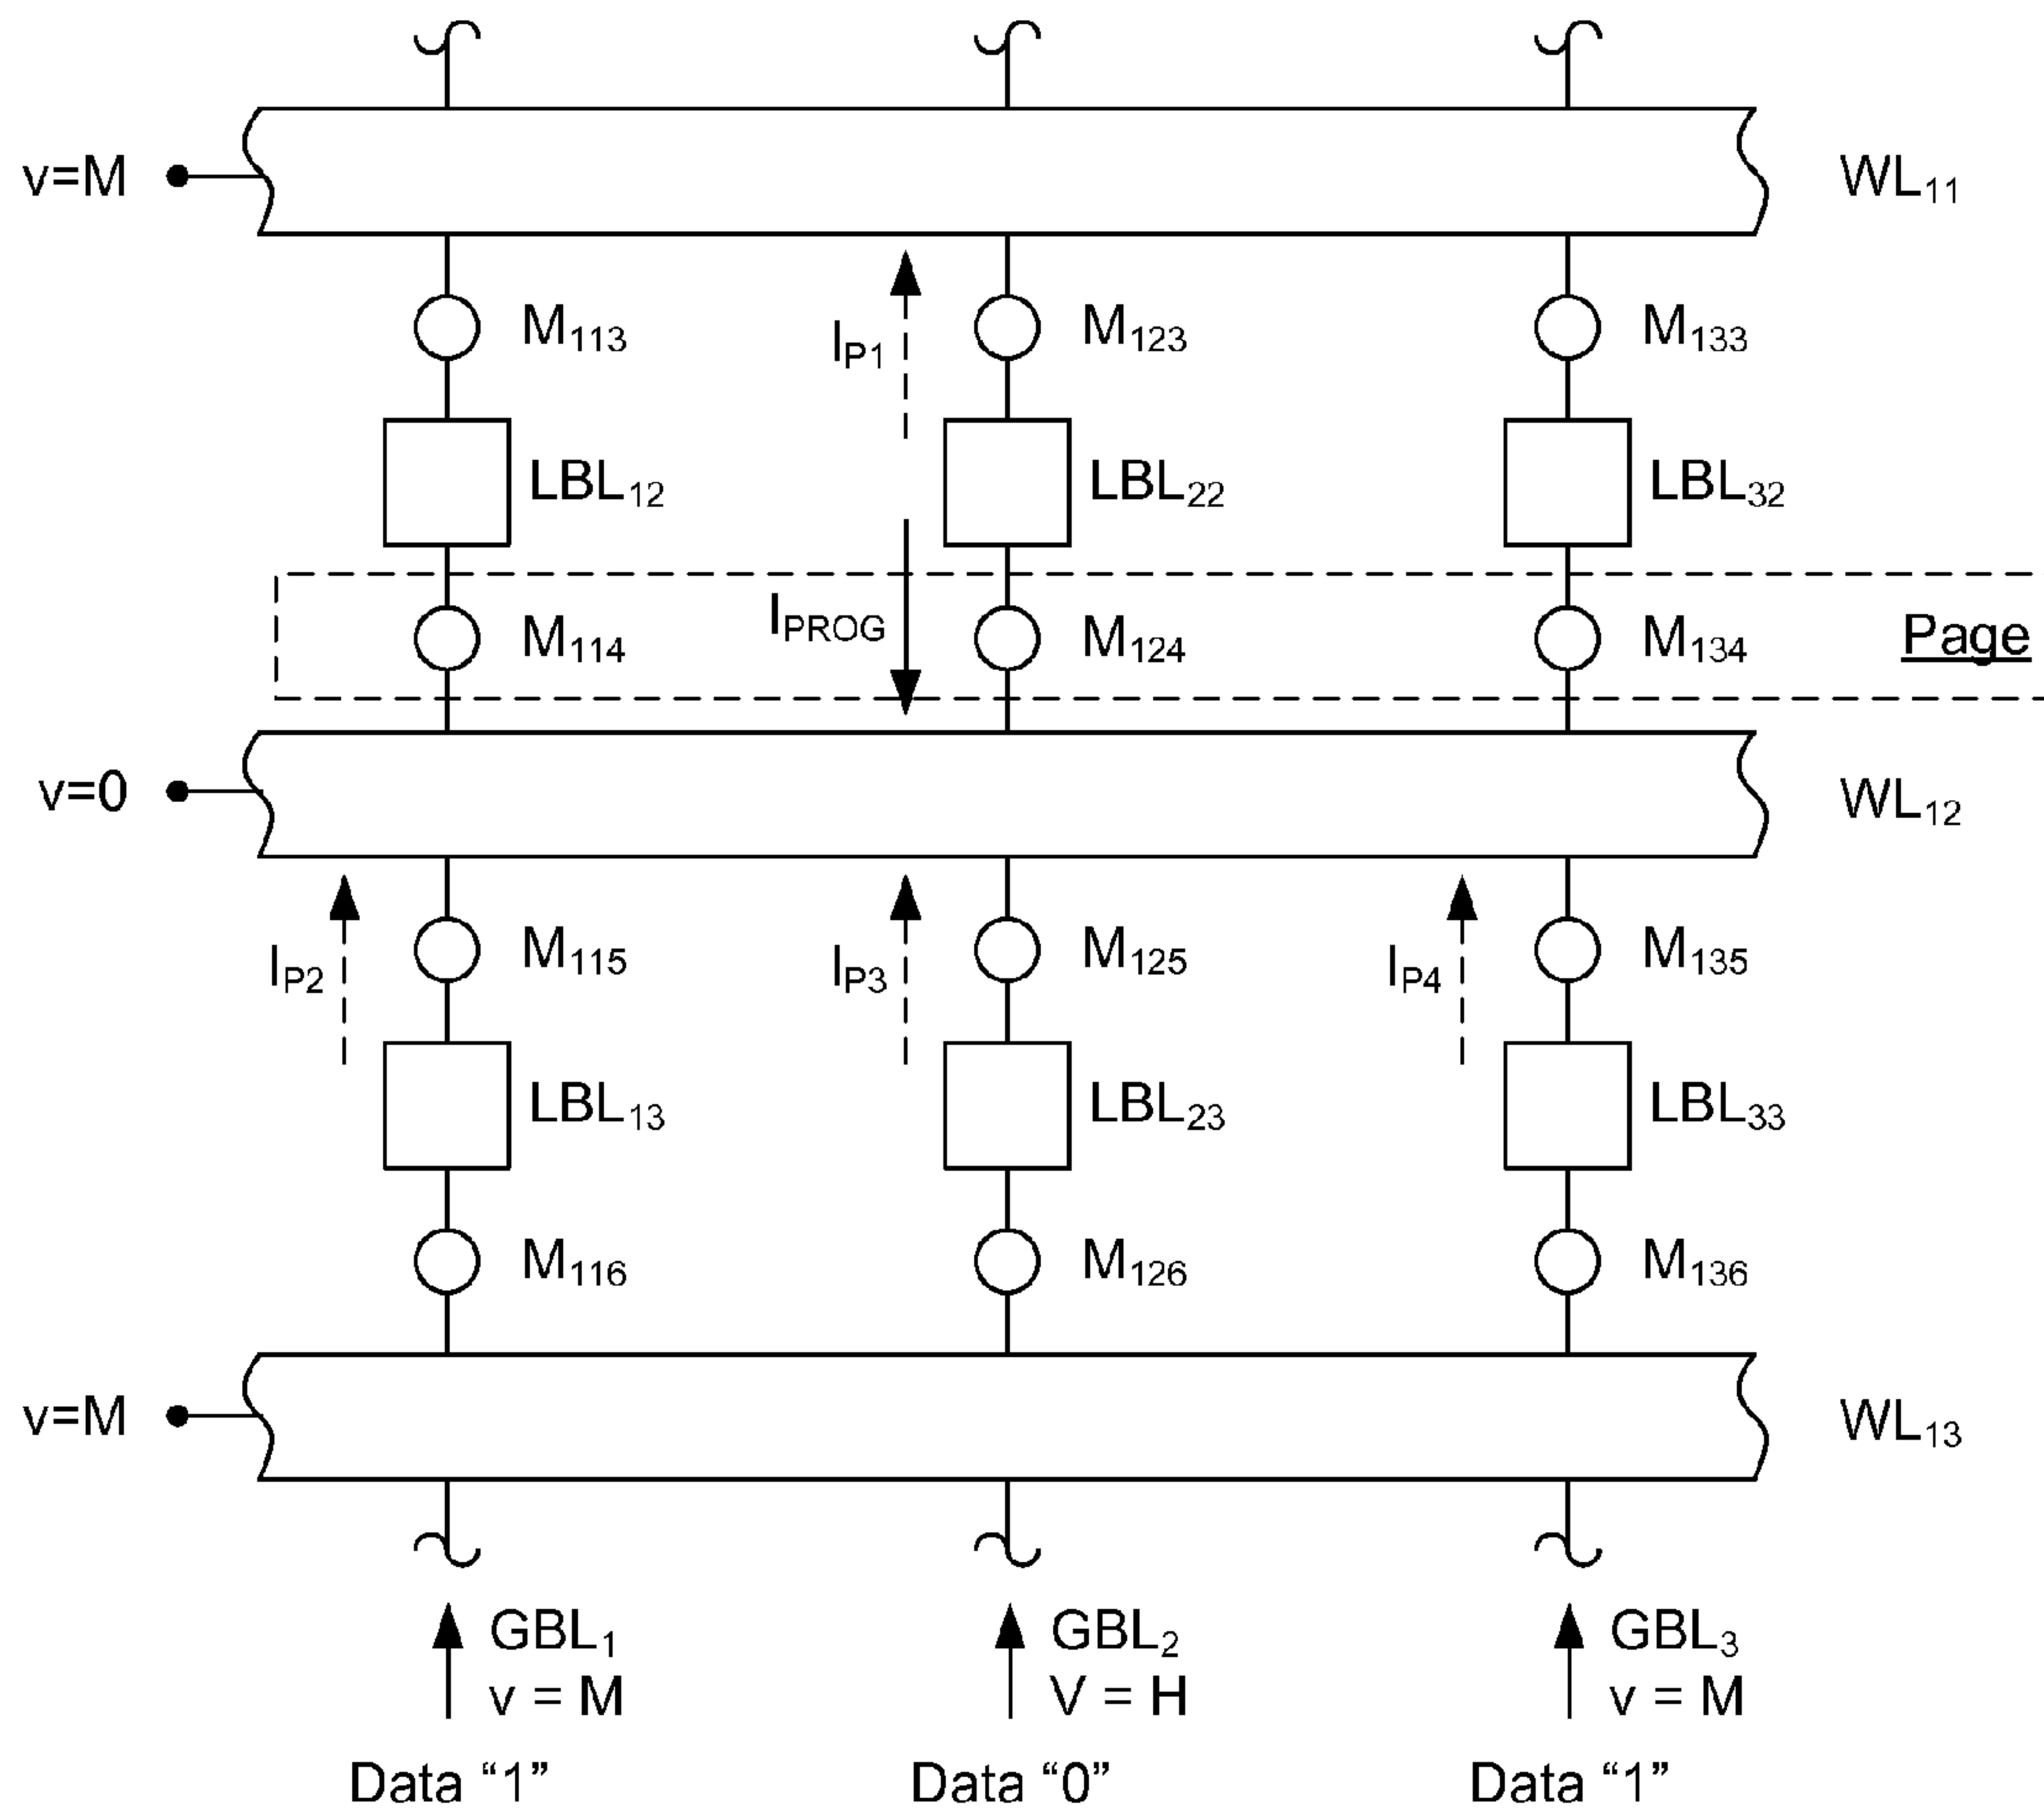 v=M WL11
M113 IP1 M123 M133
LBL12 LBL22 LBL32
M114 IPROG M124 M134 Page
v=0 WL12
IP2 M115 IP3 M125 IP4 M135
LBL13 LBL23 LBL33
M116 M126 M136
v=M WL13
GBL1 GBL2 GBL3
v = M V = H v = M
Data “1” Data “0” Data “1”